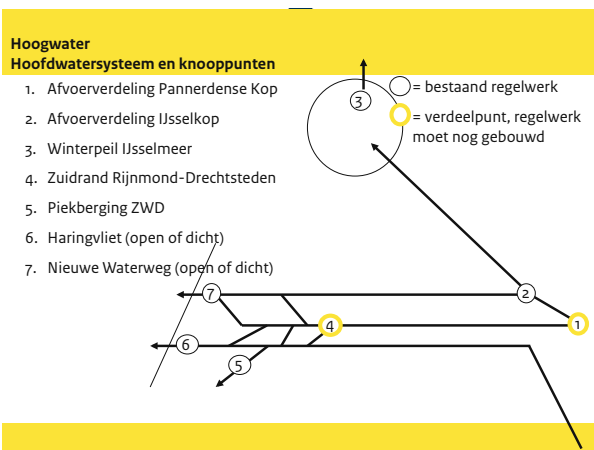 Hoogwater
Hoofdwatersysteem en knooppunten
1. Afvoerverdeling Pannerdense Kop
2. Afvoerverdeling IJsselkop
3. Winterpeil IJsselmeer
4. Zuidrand Rijnmond-Drechtsteden
5. Piekberging ZWD
6. Haringvliet (open of dicht)
7. Nieuwe Waterweg (open of dicht)
= bestaand regelwerk
= verdeelpunt, regelwerk
moet nog gebouwd
3
7
2
4
1
6
5